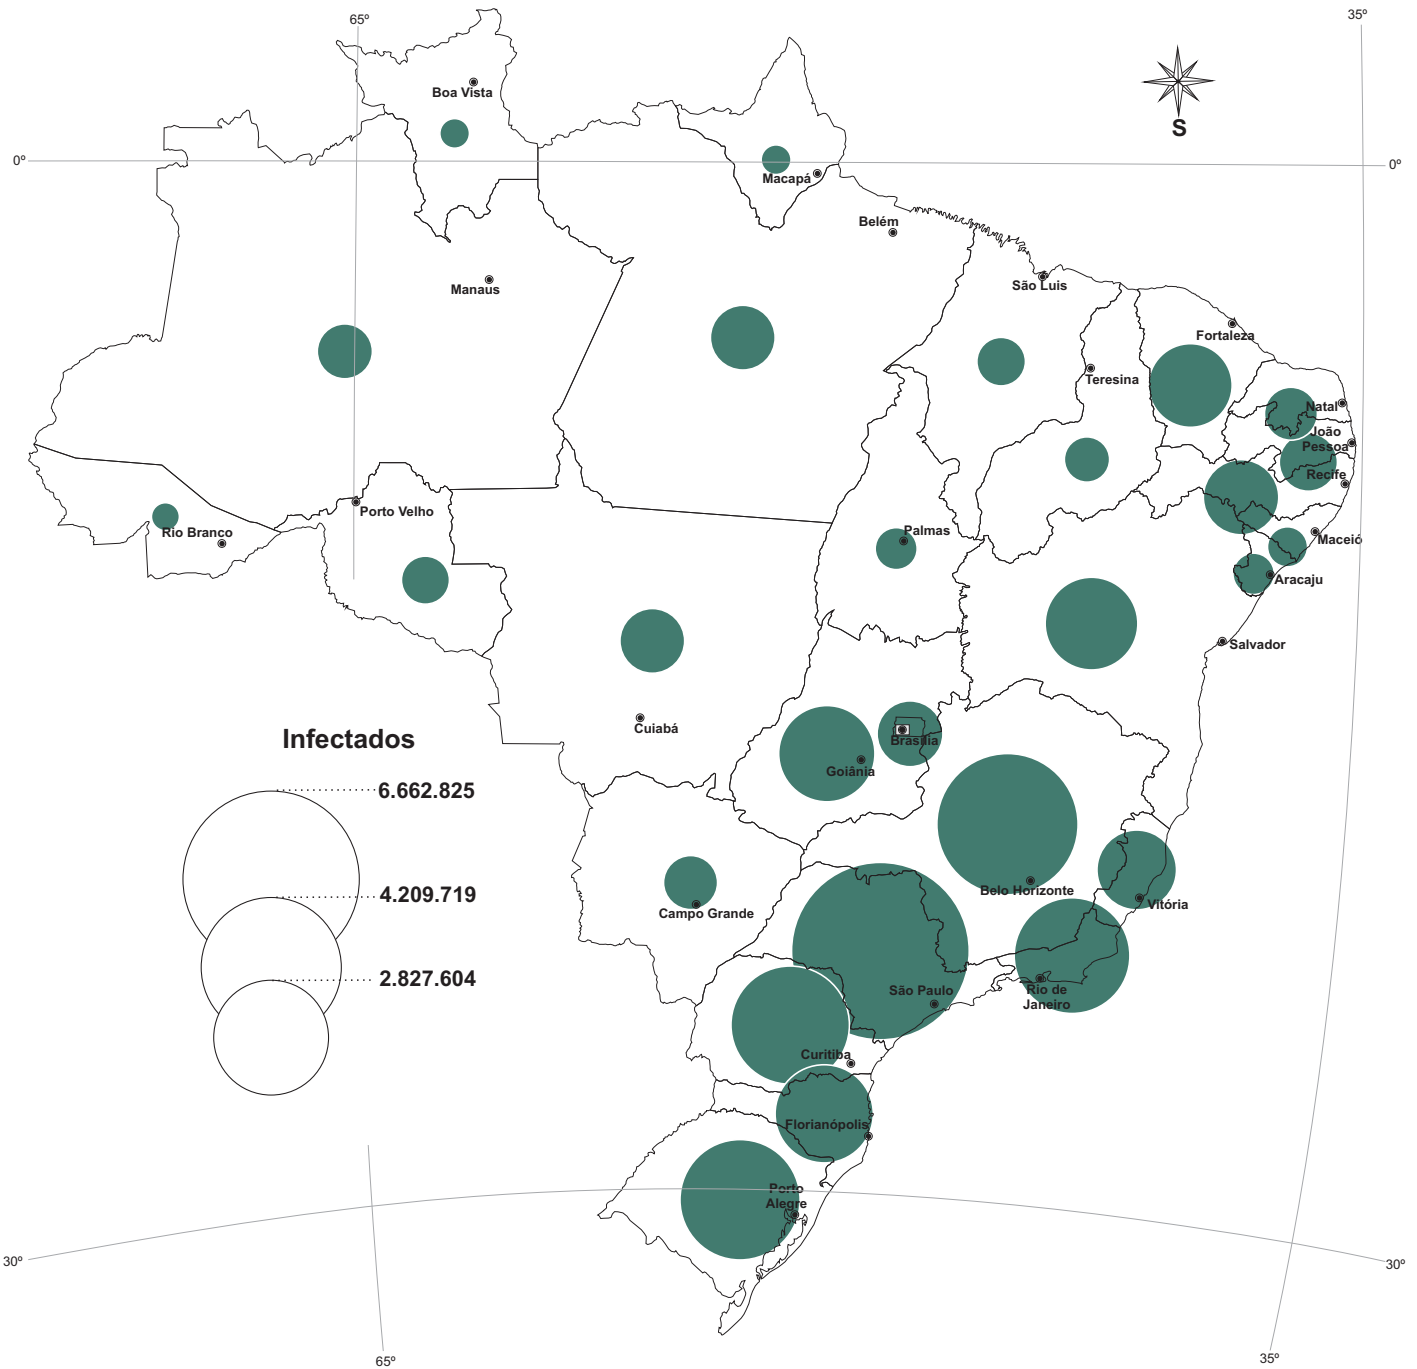 65º
35º
Boa Vista
S
0º
0º
Macapá
Belém
Manaus
São Luis
Fortaleza
Teresina
Natal
João
Pessoa
Recife
Porto Velho
Rio Branco
Palmas
Maceió
Aracaju
Salvador
Cuiabá
Brasília
Goiânia
Infectados
6.662.825
4.209.719
2.827.604
Belo Horizonte
Vitória
Campo Grande
São Paulo
Rio de
Janeiro
Curitiba
Florianópolis
Porto
Alegre
30º
30º
65º
35º